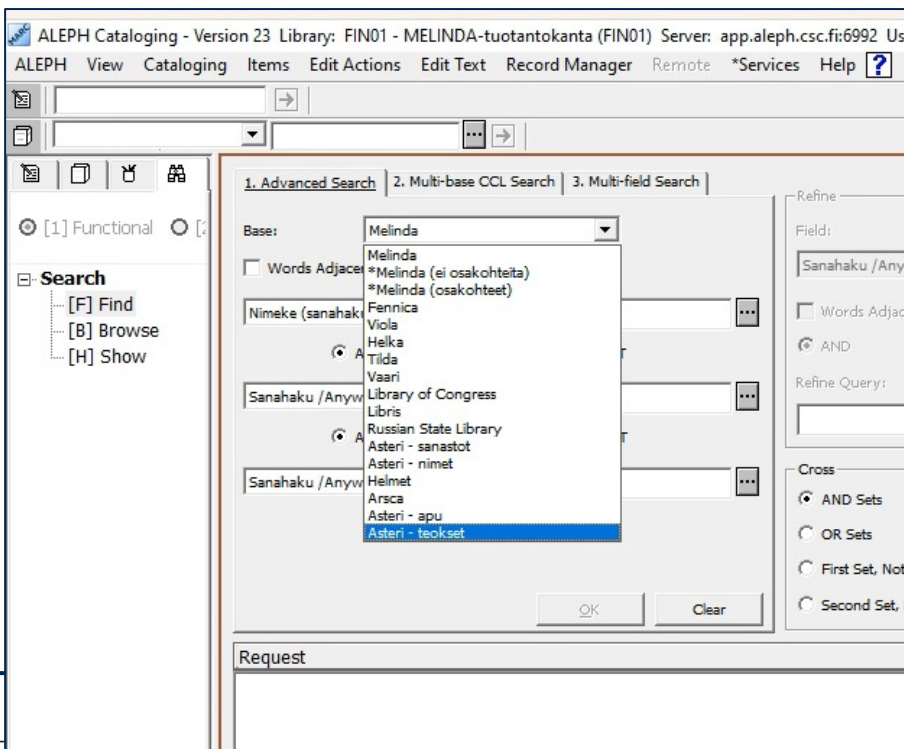 ALEPH Cataloging - Version 23 Library: FIN01 - MELINDA-tuotantokanta (FIN01) Server: app.aleph.csc.fi:6992 Us
ALEPH View Cataloging Items Edit Actions Edit Text Record Manager Remote *Services Help ?
1. Advanced Search 2. Multi-base CCL Search 3. Multi-field Search
Refine
[1] Functional [2
Base: Melinda
Field:
Words Adjacen
Sanahaku /Any
Search
[F] Find
[B] Browse
[H] Show
Melinda
*Melinda (ei osakohteita)
*Melinda (osakohteet)
Fennica
Viola
Helka
Tilda
Vaari
Library of Congress
Libris
Russian State Library
Asteri - sanastot
Asteri - nimet
Helmet
Arsca
Asteri - apu
Asteri - teokset
Nimeke (sanahaku
Sanahaku /Anyw
Sanahaku /Anyw
Words Adjac
AND
Refine Query:
Cross
AND Sets
OR Sets
First Set, Not
Second Set,
OK Clear
Request